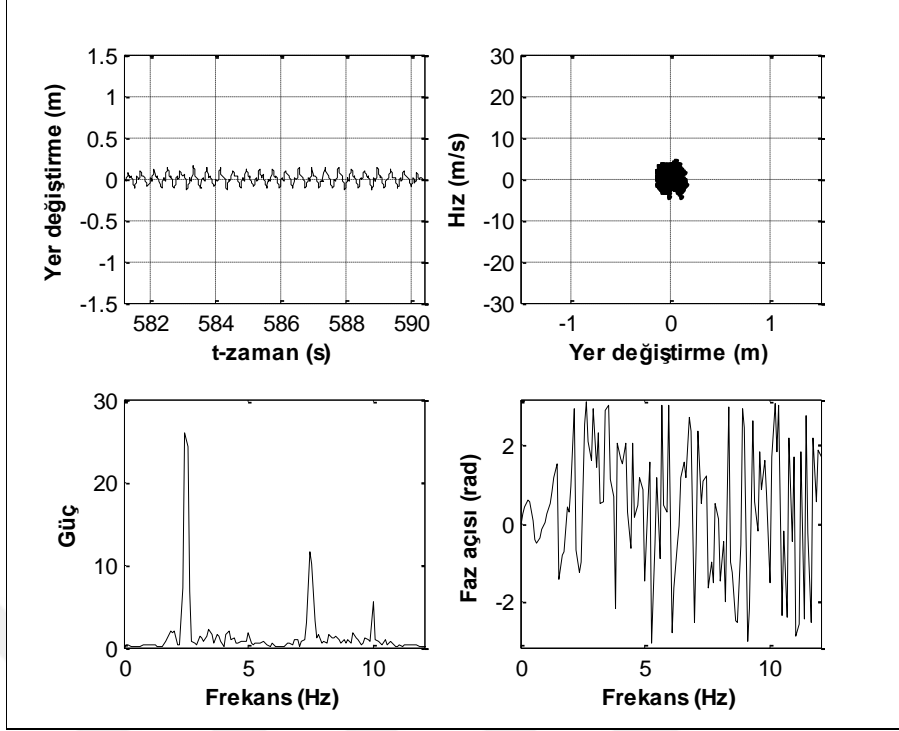 1.5
1
0.5
0
-0.5
-1
-1.5
582 584 586 588 590
t-zaman (s)
Yer değiştirme (m)
30
20
10
0
-10
-20
-30
-1 0 1
Yer değiştirme (m)
Hız (m/s)
30
20
10
0
0 5 10
Frekans (Hz)
Güç
2
0
-2
0 5 10
Frekans (Hz)
Faz açısı (rad)